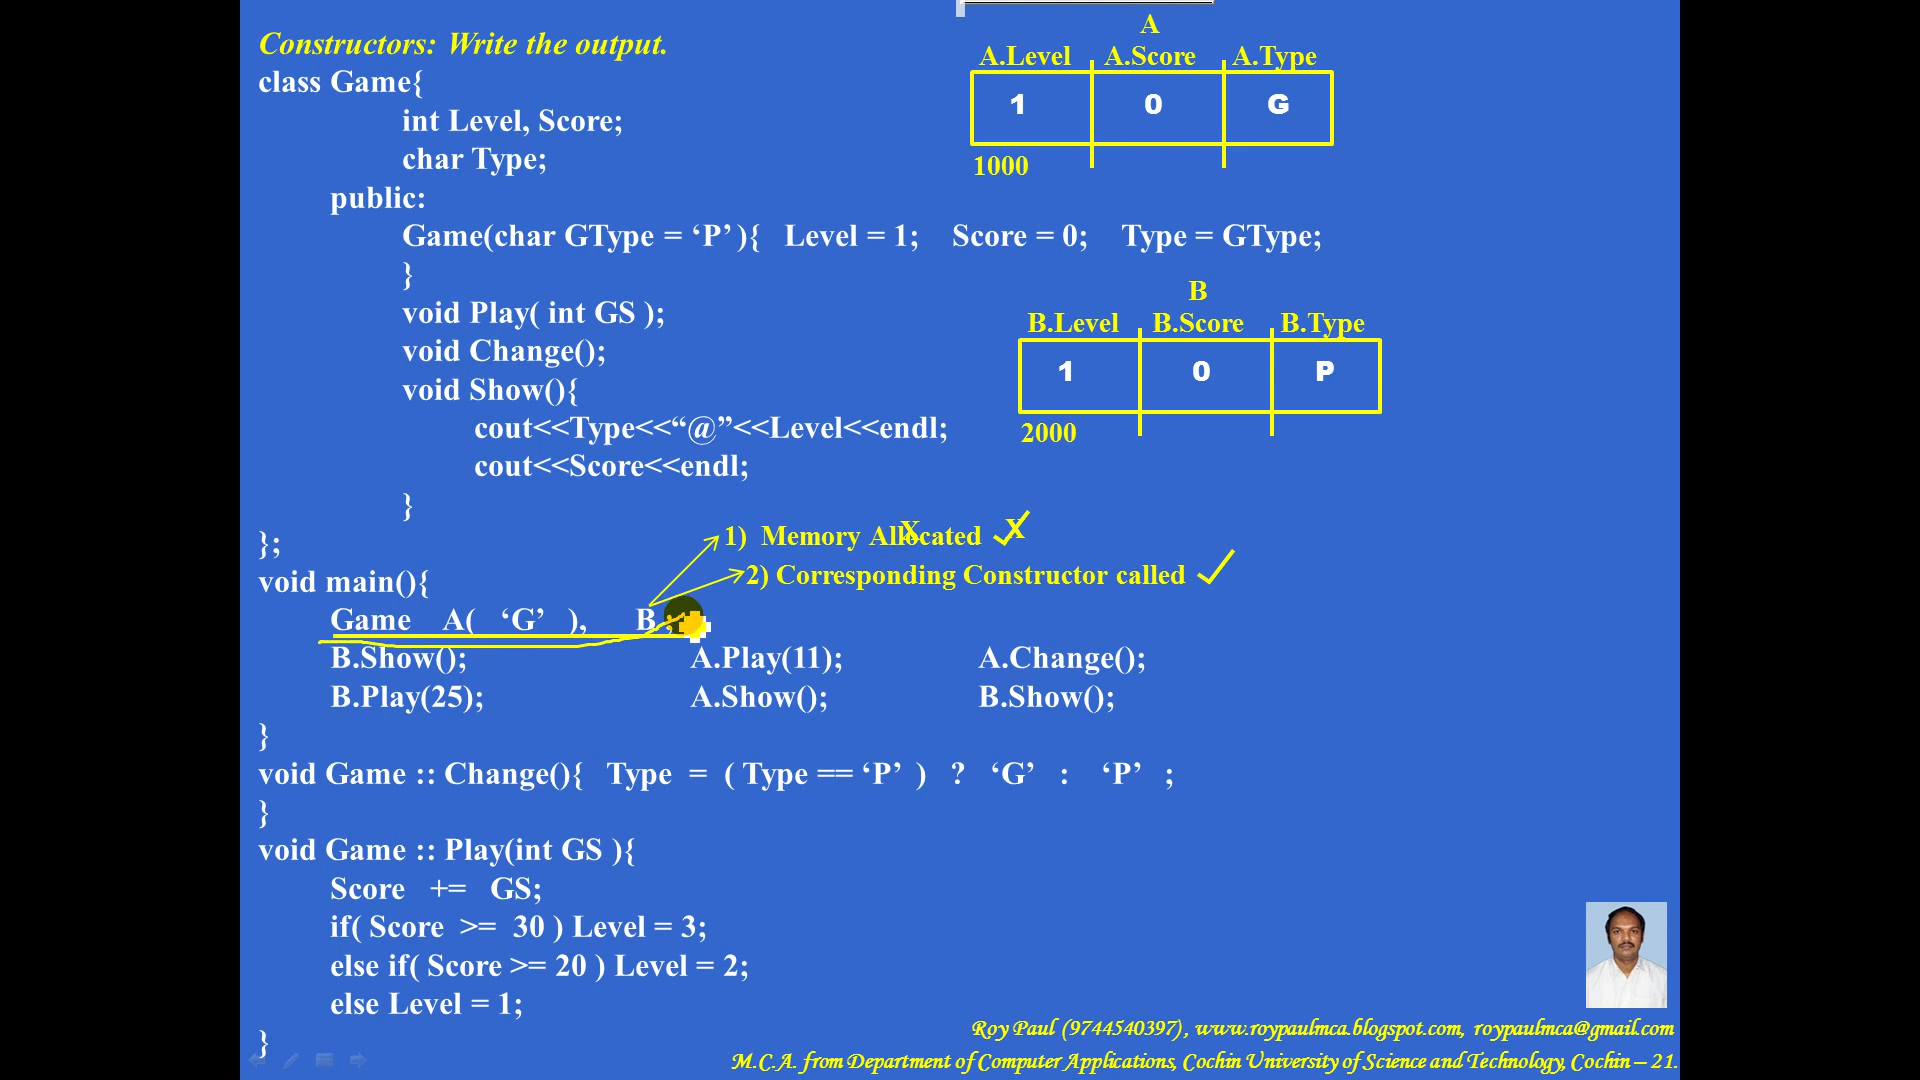 Constructors: Write the output.
class Game{
int Level, Score;
char Type;
public:
Game(char GType = ‘P’ ){ Level = 1; Score = 0; Type = GType;
}
void Play( int GS );
void Change();
void Show(){
cout<<Type<<“@”<<Level<<endl;
cout<<Score<<endl;
}
};
void main(){
Game A( ‘G’ ), B ;
B.Show(); A.Play(11); A.Change();
B.Play(25); A.Show(); B.Show();
}
void Game :: Change(){ Type = ( Type == ‘P’ ) ? ‘G’ : ‘P’ ;
}
void Game :: Play(int GS ){
Score += GS;
if( Score >= 30 ) Level = 3;
else if( Score >= 20 ) Level = 2;
else Level = 1;
}
A
A.Level A.Score A.Type
1 0 G
1000
B
B.Level B.Score B.Type
1 0 P
2000
1) Memory Allocated X X
2) Corresponding Constructor called
Roy Paul (9744540397), www.roypaulmca.blogspot.com, roypaulmca@gmail.com
M.C.A. from Department of Computer Applications, Cochin University of Science and Technology, Cochin – 21.